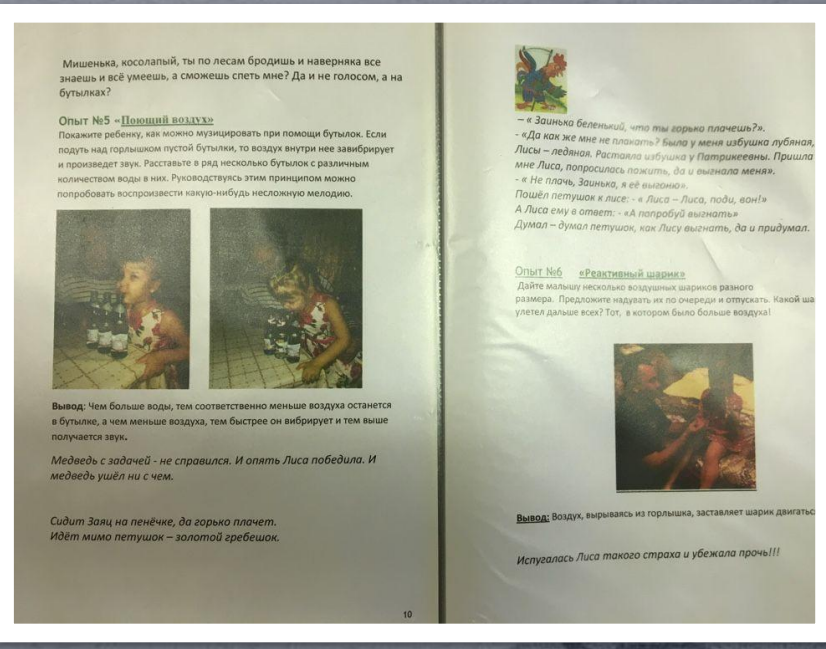 Мишенька, косолапый, ты по лесам бродишь и наверняка все
знаешь и всё умеешь, а сможешь спеть мне? Да и не голосом, а на
бутылках?
Опыт №5 «Поющий воздух»
Покажите ребенку, как можно музицировать при помощи бутылок. Если
подуть над горлышком пустой бутылки, то воздух внутри нее завибрирует
и произведет звук. Расставьте в ряд несколько бутылок с различным
количеством воды в них. Руководствуясь этим принципом можно
попробовать воспроизвести какую-нибудь несложную мелодию.
Вывод: Чем больше воды, тем соответственно меньше воздуха останется
в бутылке, а чем меньше воздуха, тем быстрее он вибрирует и тем выше
получается звук.
Медведь с задачей - не справился. И опять Лиса победила. И
медведь ушёл ни с чем.
Сидит Заяц на пенёчке, да горько плачет.
Идёт мимо петушок – золотой гребешок.
10
– « Заинька беленький, что ты горько плачешь?».
- «Да как же мне не плакать? Была у меня избушка лубяная,
Лисы – ледяная. Растаяла избушка у Патрикеевны. Пришла
мне Лиса, попросилась пожить, да и выгнала меня».
- « Не плачь, Заинька, я её выгоню».
Пошёл петушок к лисе: - « Лиса – Лиса, поди, вон!»
А Лиса ему в ответ: - «А попробуй выгнать»
Думал – думал петушок, как Лису выгнать, да и придумал.
Опыт №6 «Реактивный шарик»
Дайте малышу несколько воздушных шариков разного
размера. Предложите надувать их по очереди и отпускать. Какой ша
улетел дальше всех? Тот, в котором было больше воздуха!
Вывод: Воздух, вырываясь из горлышка, заставляет шарик двигатьс
Испугалась Лиса такого страха и убежала прочь!!!